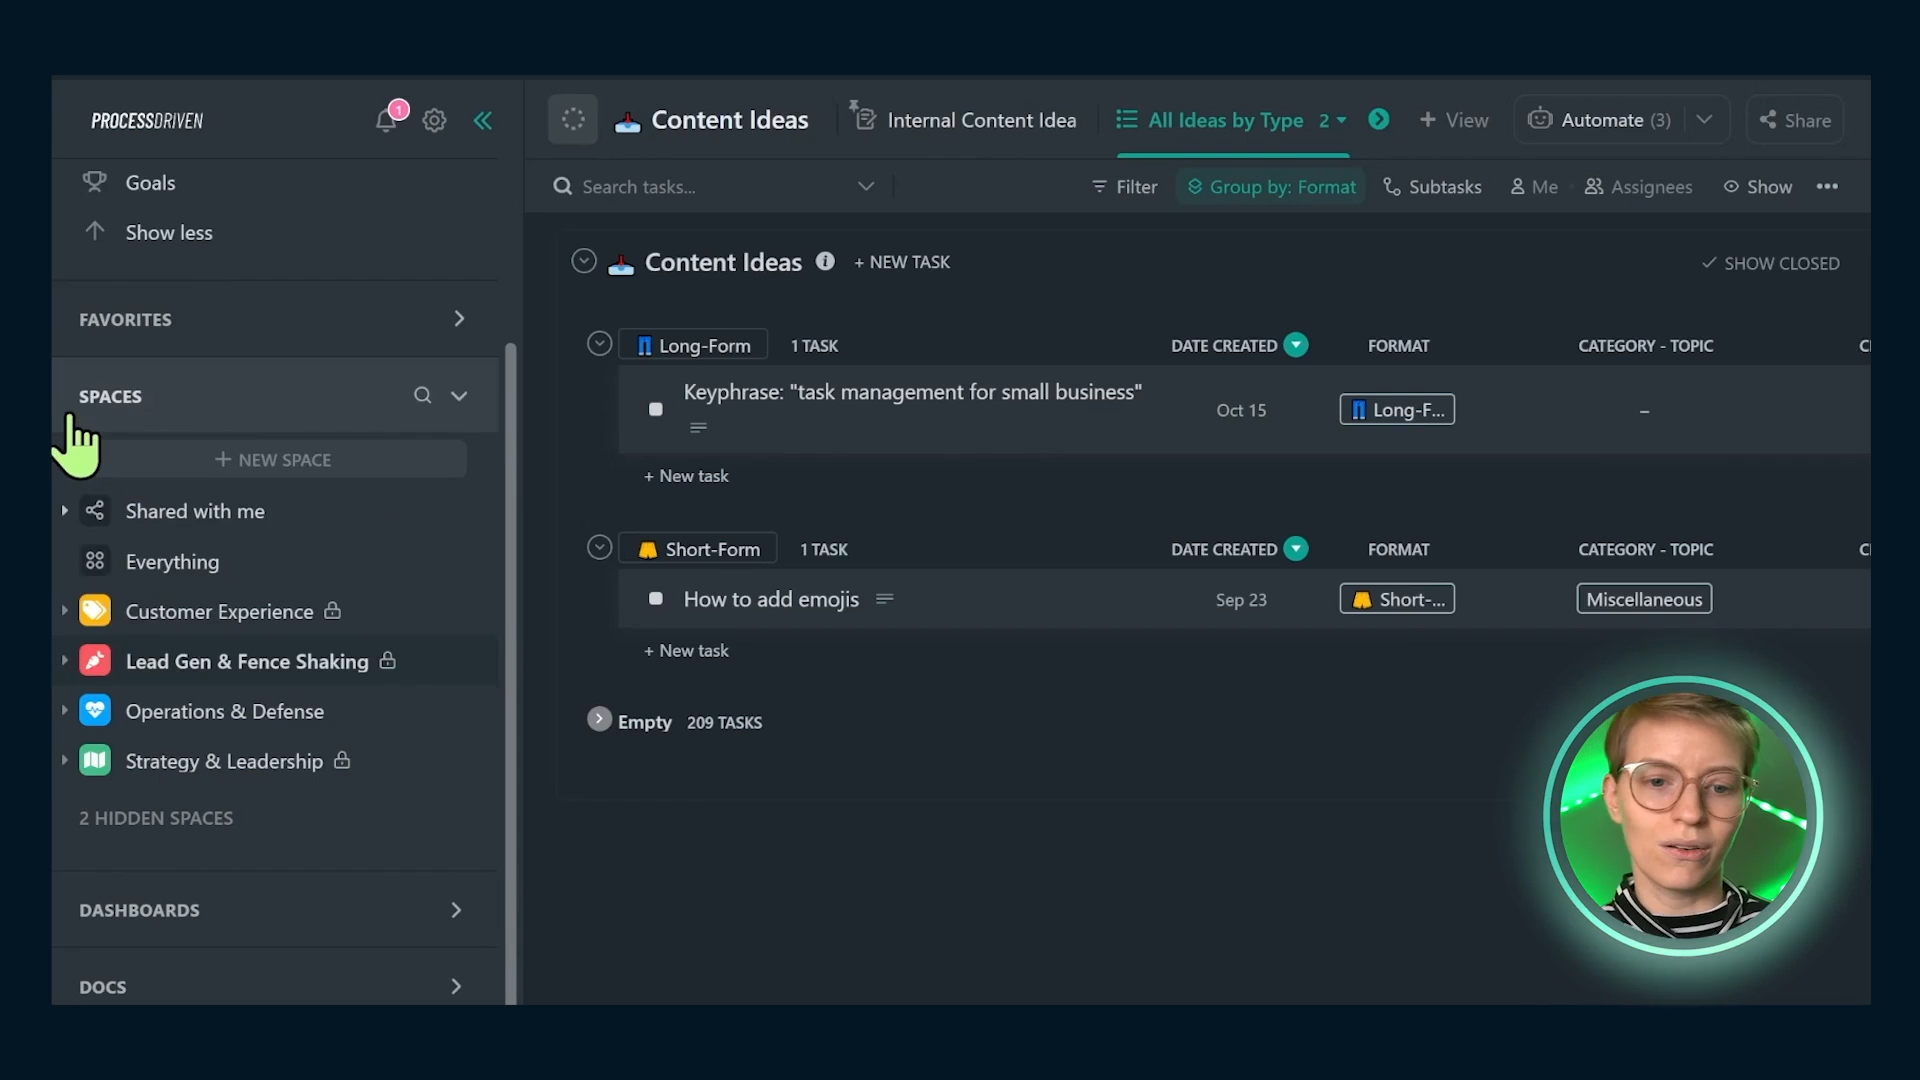 PROCESSDRIVEN
1
Goals
Show less
FAVORITES
SPACES
+ NEW SPACE
Shared with me
Everything
Customer Experience
Lead Gen & Fence Shaking
Operations & Defense
Strategy & Leadership
2 HIDDEN SPACES
DASHBOARDS
DOCS
Content Ideas
Internal Content Idea
All Ideas by Type 2
+ View
Automate (3)
Share
Search tasks...
Filter
Group by: Format
Subtasks
Me
Assignees
Show
Content Ideas
+ NEW TASK
SHOW CLOSED
Long-Form 1 TASK DATE CREATED FORMAT CATEGORY - TOPIC
Keyphrase: "task management for small business"
Oct 15 Long-F... –
+ New task
Short-Form 1 TASK DATE CREATED FORMAT CATEGORY - TOPIC
How to add emojis Sep 23 Short-... Miscellaneous
+ New task
Empty 209 TASKS